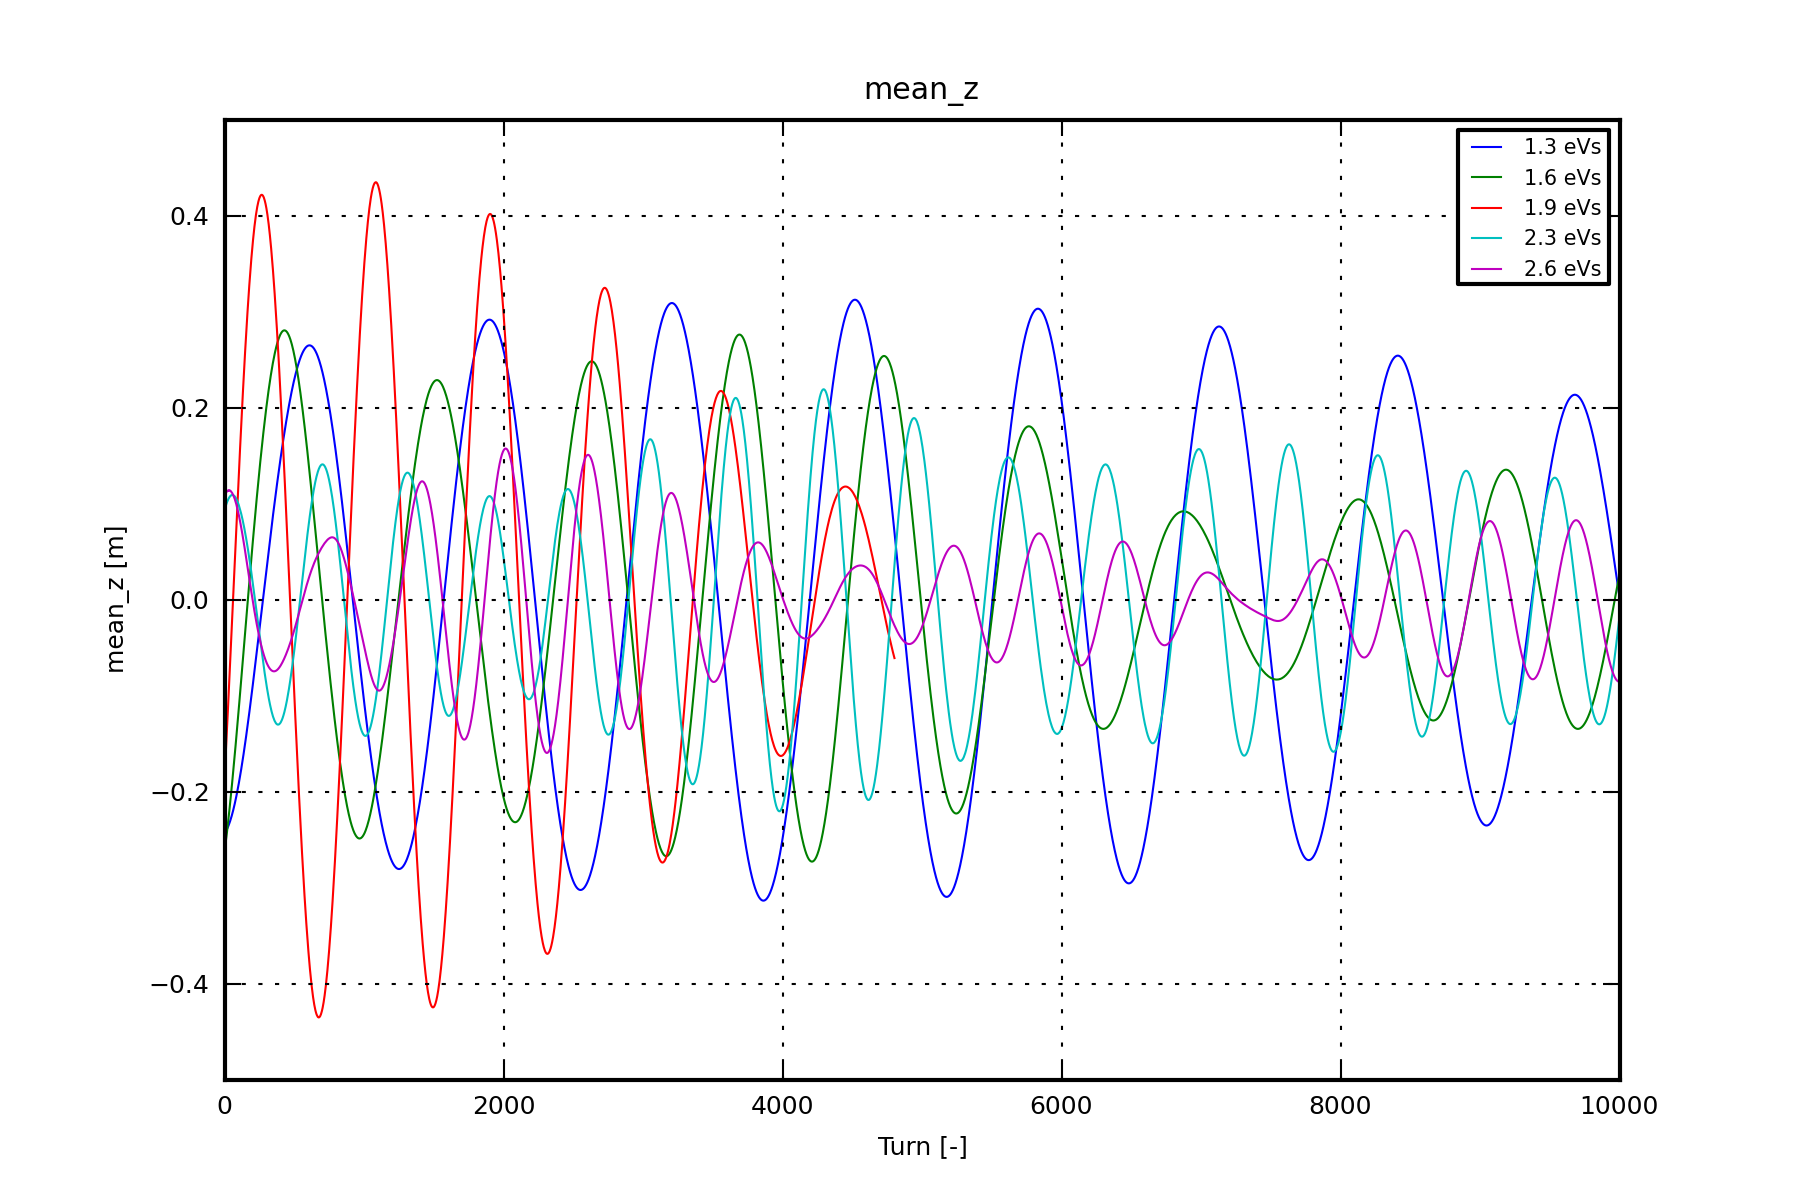 mean_z
1.3 eVs
1.6 eVs
1.9 eVs
2.3 eVs
2.6 eVs
0.4
0.2
0.0
−0.2
−0.4
mean_z [m]
0 2000 4000 6000 8000 10000
Turn [-]